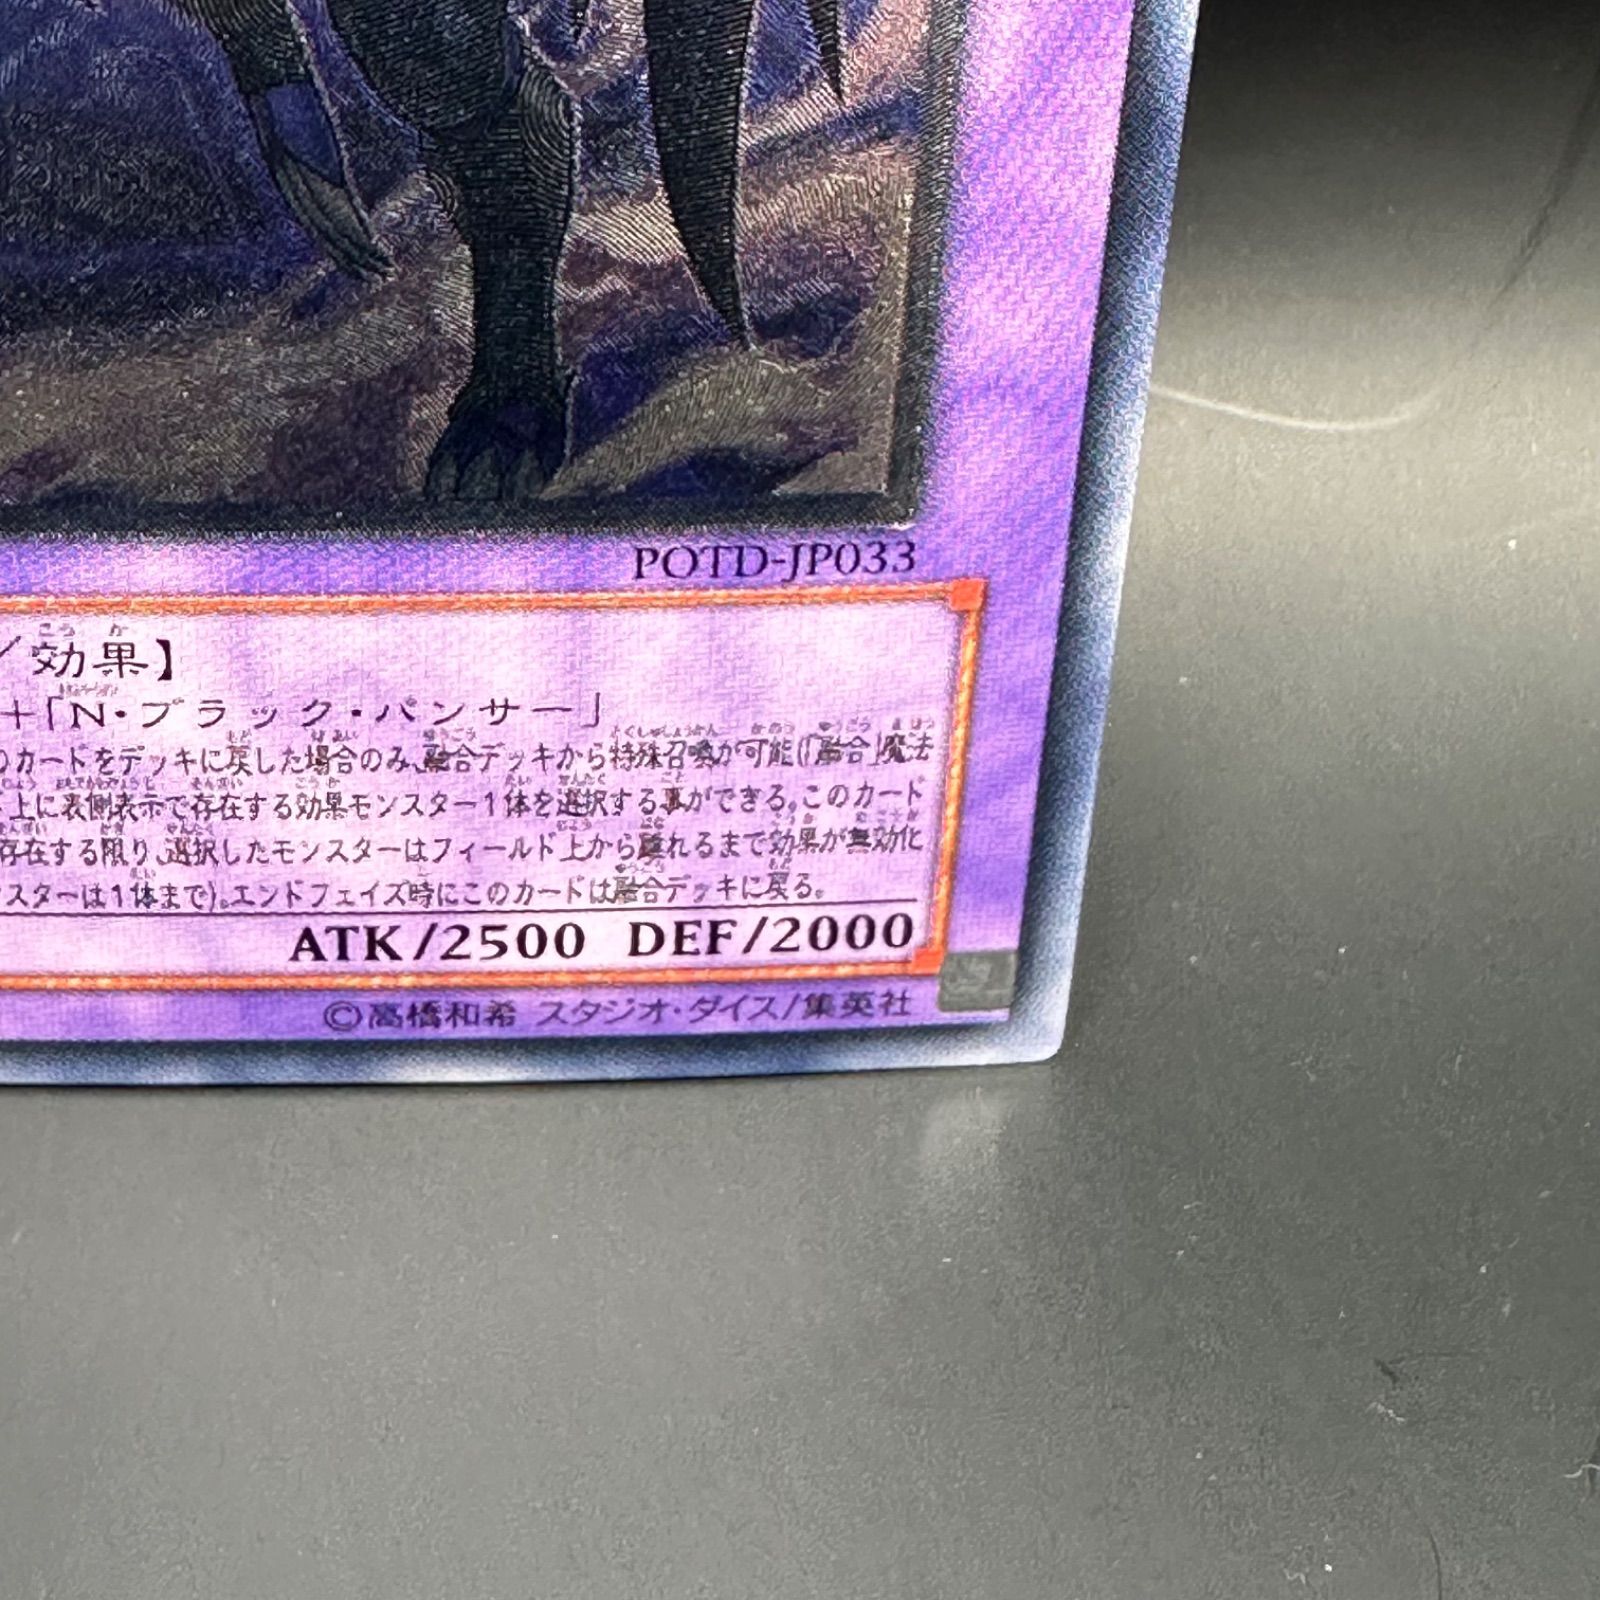 POTD-JP033
／効果】
＋「N・ブラック・パンサー」
のカードをデッキに戻した場合のみ、融合デッキから特殊召喚が可能(「融合」魔法
ド上に表側表示で存在する効果モンスター1体を選択する事ができる。このカード
存在する限り、選択したモンスターはフィールド上から離れるまで効果が無効化
ンスターは1体まで)。エンドフェイズ時にこのカードは融合デッキに戻る。
ATK/2500 DEF/2000
©高橋和希 スタジオ・ダイス/集英社